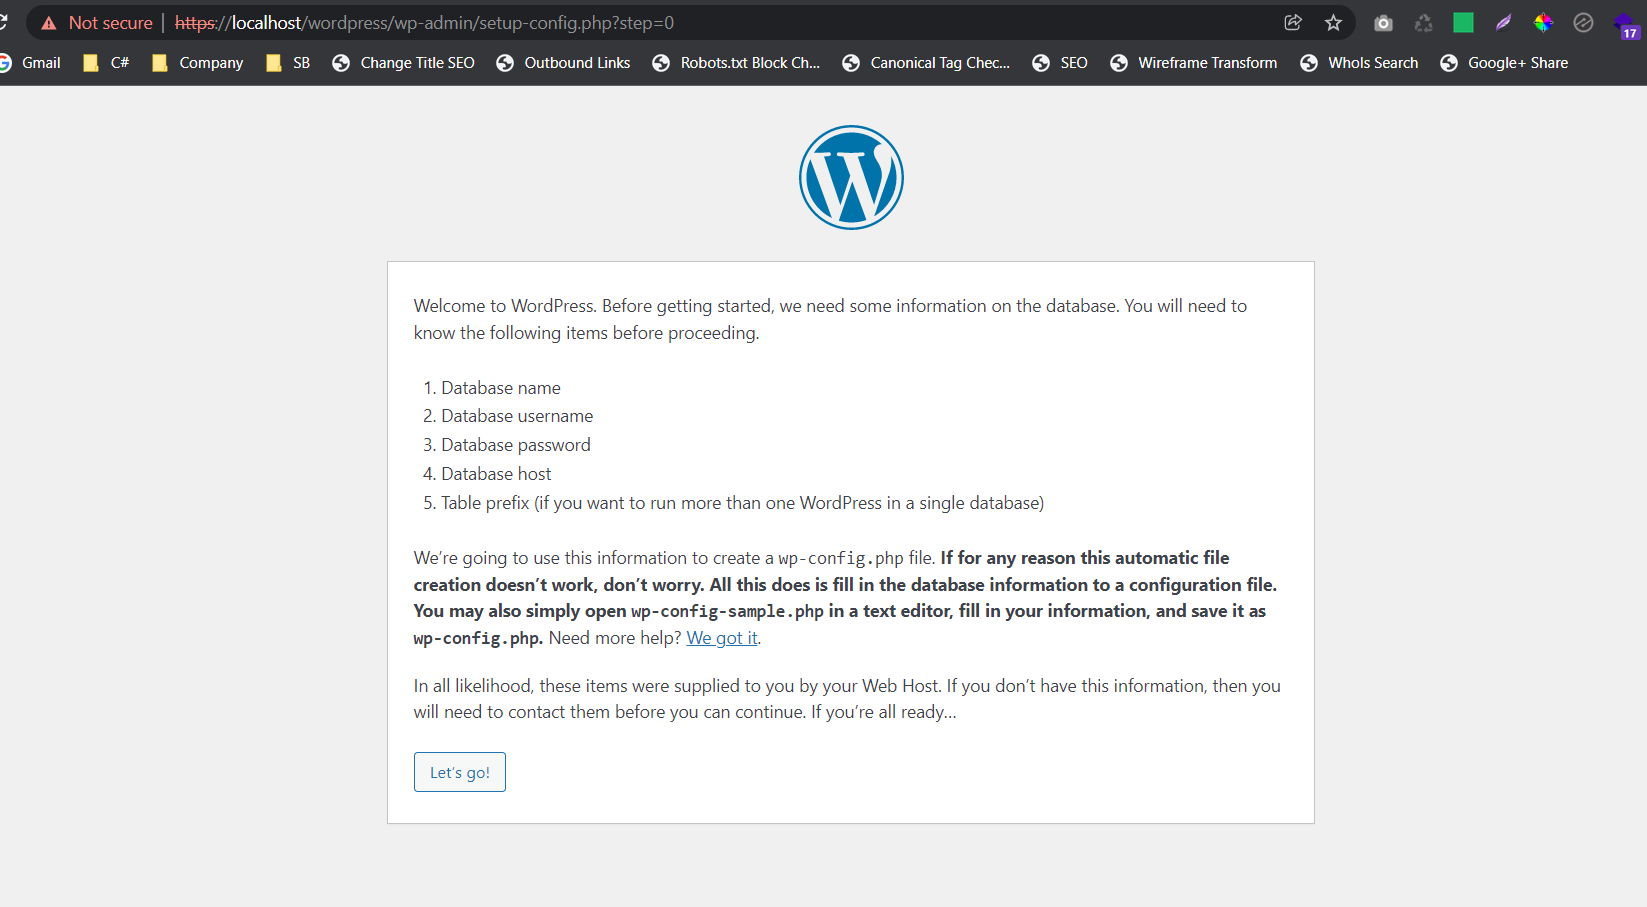 Not secure | https://localhost/wordpress/wp-admin/setup-config.php?step=0
17
Gmail C# Company SB Change Title SEO Outbound Links Robots.txt Block Ch... Canonical Tag Chec... SEO Wireframe Transform WhoIs Search Google+ Share
Welcome to WordPress. Before getting started, we need some information on the database. You will need to
know the following items before proceeding.
1. Database name
2. Database username
3. Database password
4. Database host
5. Table prefix (if you want to run more than one WordPress in a single database)
We’re going to use this information to create a wp-config.php file. If for any reason this automatic file
creation doesn’t work, don’t worry. All this does is fill in the database information to a configuration file.
You may also simply open wp-config-sample.php in a text editor, fill in your information, and save it as
wp-config.php. Need more help? We got it.
In all likelihood, these items were supplied to you by your Web Host. If you don’t have this information, then you
will need to contact them before you can continue. If you’re all ready…
Let’s go!